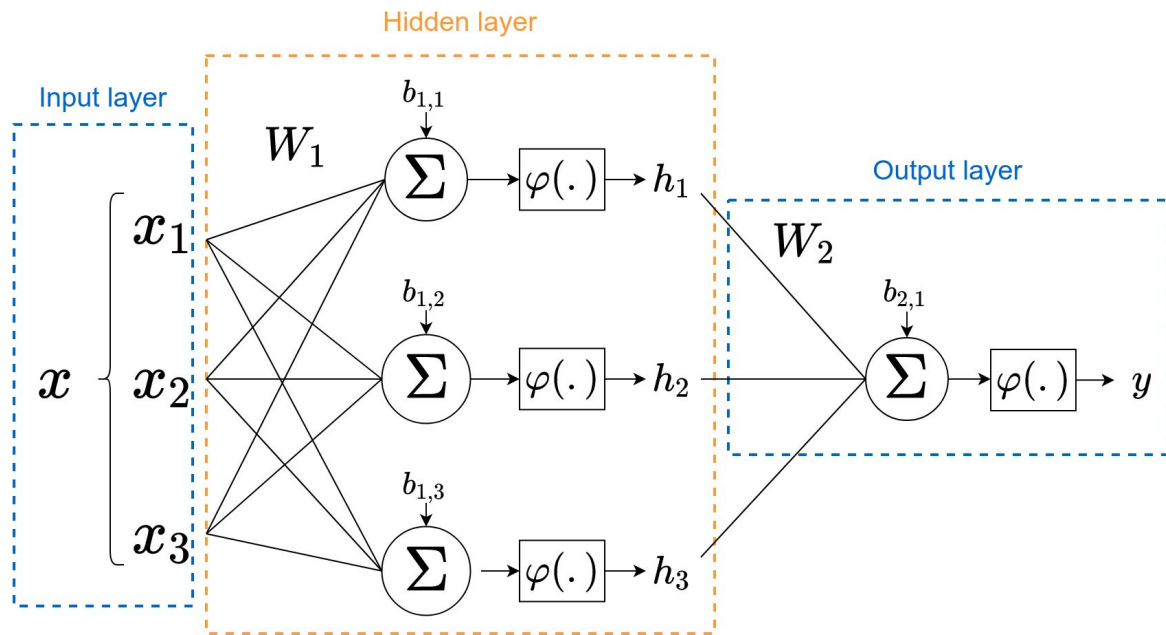 Hidden layer
Input layer
b₁,₁
W₁
Σ φ(.) h₁
Output layer
x₁
W₂
b₁,₂
b₂,₁
x x₂ Σ φ(.) h₂ Σ φ(.) y
b₁,₃
x₃ Σ φ(.) h₃